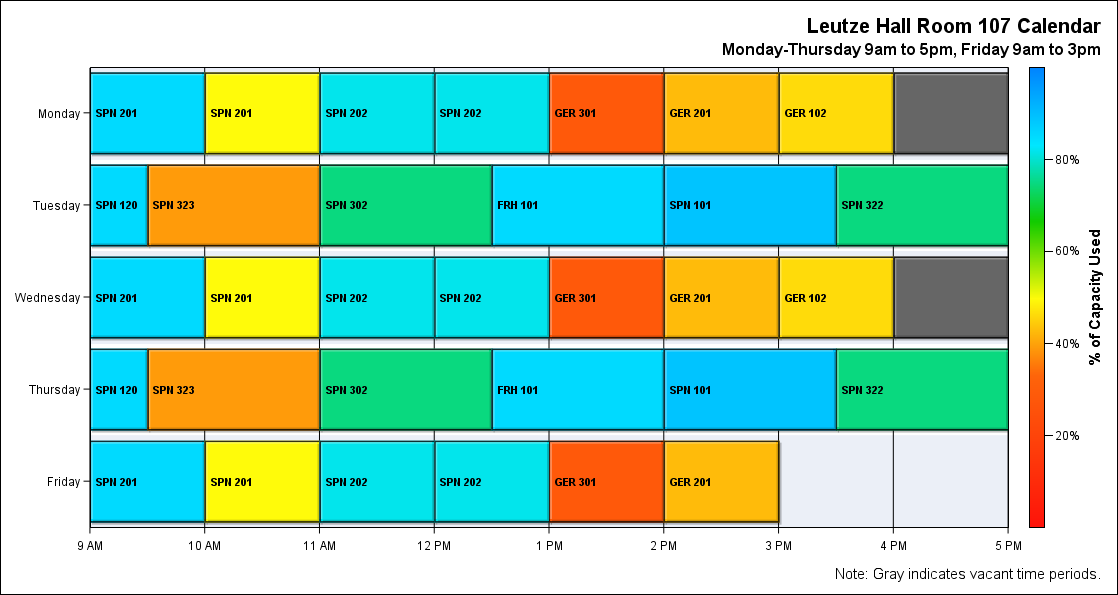 Leutze Hall Room 107 Calendar
Monday-Thursday 9am to 5pm, Friday 9am to 3pm
Monday
SPN 201
SPN 201
SPN 202
SPN 202
GER 301
GER 201
GER 102
Tuesday
SPN 120
SPN 323
SPN 302
FRH 101
SPN 101
SPN 322
Wednesday
SPN 201
SPN 201
SPN 202
SPN 202
GER 301
GER 201
GER 102
Thursday
SPN 120
SPN 323
SPN 302
FRH 101
SPN 101
SPN 322
Friday
SPN 201
SPN 201
SPN 202
SPN 202
GER 301
GER 201
9 AM
10 AM
11 AM
12 PM
1 PM
2 PM
3 PM
4 PM
5 PM
80%
60%
40%
20%
% of Capacity Used
Note: Gray indicates vacant time periods.